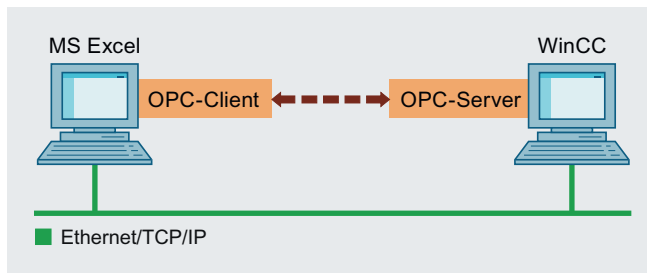 MS Excel
WinCC
OPC-Client
OPC-Server
Ethernet/TCP/IP